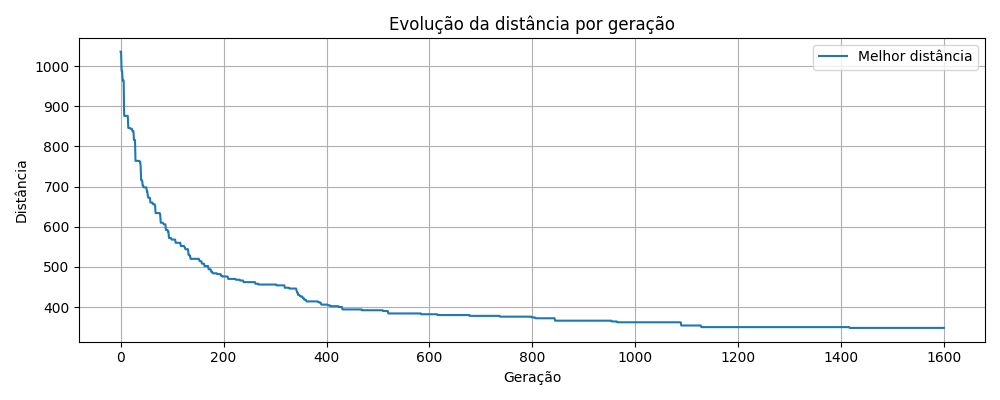 Evolução da distância por geração
Melhor distância
Distância
1000
900
800
700
600
500
400
0 200 400 600 800 1000 1200 1400 1600
Geração